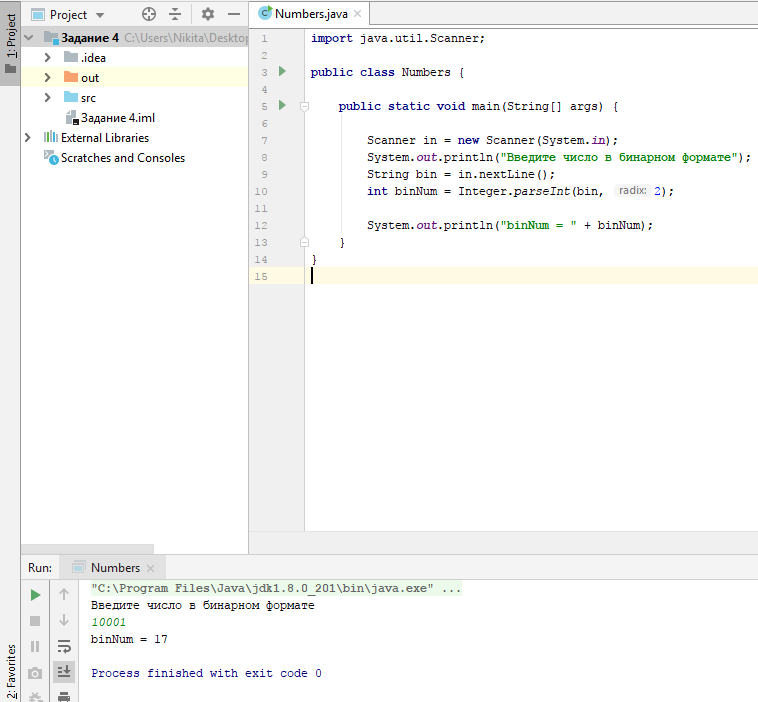 1: Project
Project
Numbers.java
Задание 4 C:\Users\Nikita\Desktop
.idea
out
src
Задание 4.iml
External Libraries
Scratches and Consoles
1 import java.util.Scanner;
2
3 public class Numbers {
4
5 public static void main(String[] args) {
6
7 Scanner in = new Scanner(System.in);
8 System.out.println("Введите число в бинарном формате");
9 String bin = in.nextLine();
10 int binNum = Integer.parseInt(bin, radix: 2);
11
12 System.out.println("binNum = " + binNum);
13 }
14 }
15
2: Favorites
Run: Numbers
"C:\Program Files\Java\jdk1.8.0_201\bin\java.exe" ...
Введите число в бинарном формате
10001
binNum = 17
Process finished with exit code 0